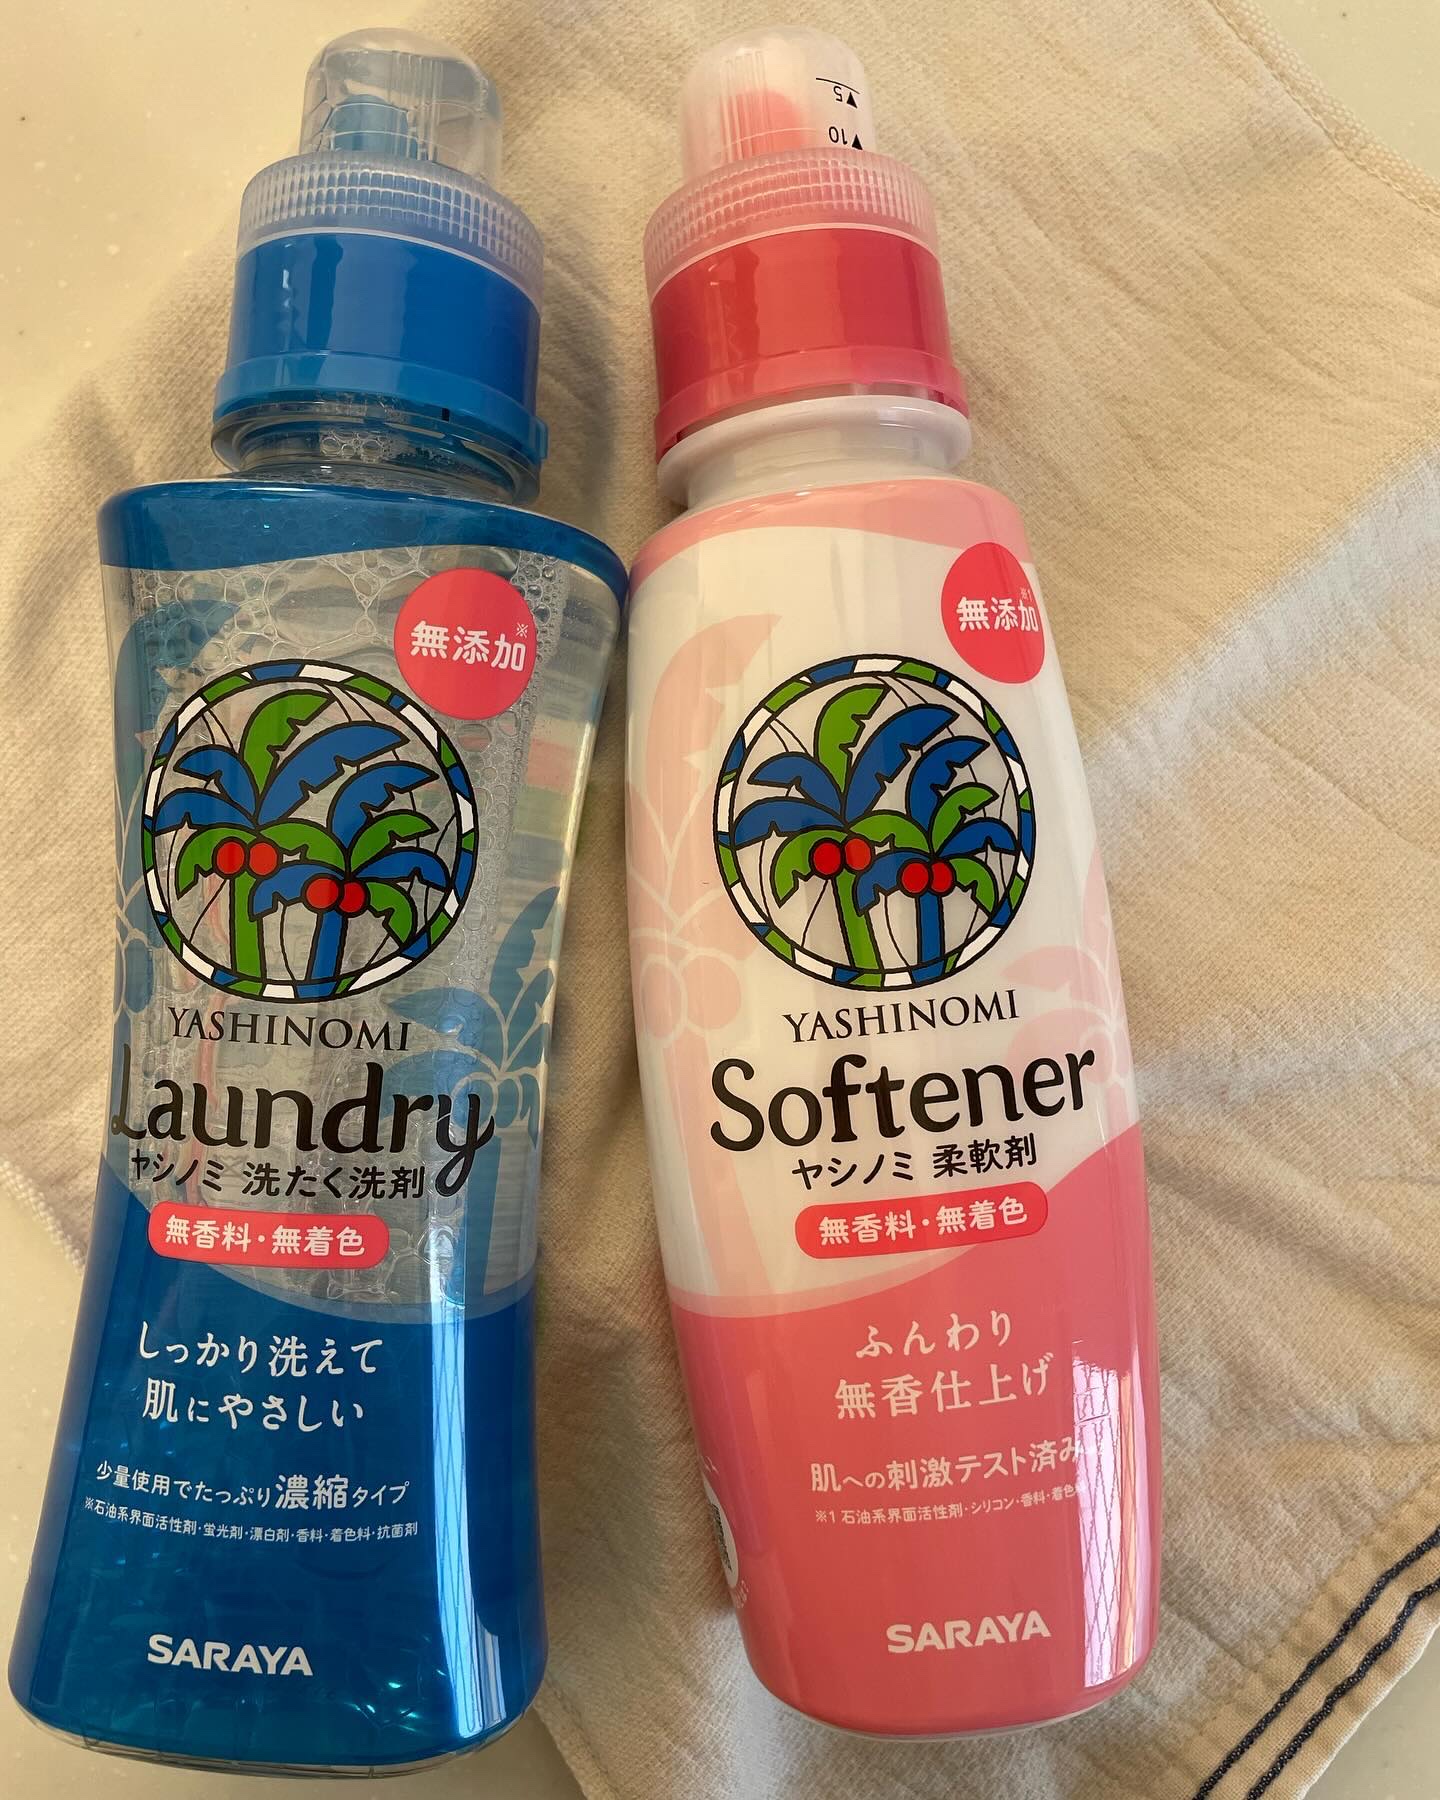 無添加※
YASHINOMI
Laundry
ヤシノミ 洗たく洗剤
無香料・無着色
しっかり洗えて
肌にやさしい
少量使用でたっぷり濃縮タイプ
※石油系界面活性剤・蛍光剤・漂白剤・香料・着色料・抗菌剤
SARAYA
▼5
▼10
無添加※1
YASHINOMI
Softener
ヤシノミ 柔軟剤
無香料・無着色
ふんわり
無香仕上げ
肌への刺激テスト済み
※1 石油系界面活性剤・シリコン・香料・着色料
SARAYA